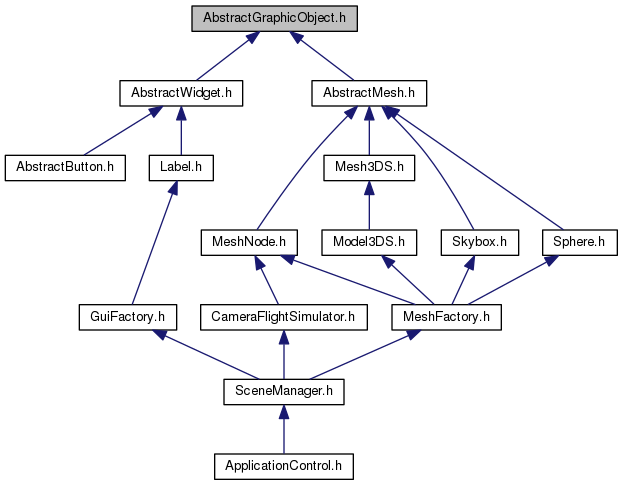 AbstractGraphicObject.h
AbstractWidget.h
AbstractMesh.h
AbstractButton.h
Label.h
Mesh3DS.h
MeshNode.h
Model3DS.h
Skybox.h
Sphere.h
GuiFactory.h
CameraFlightSimulator.h
MeshFactory.h
SceneManager.h
ApplicationControl.h